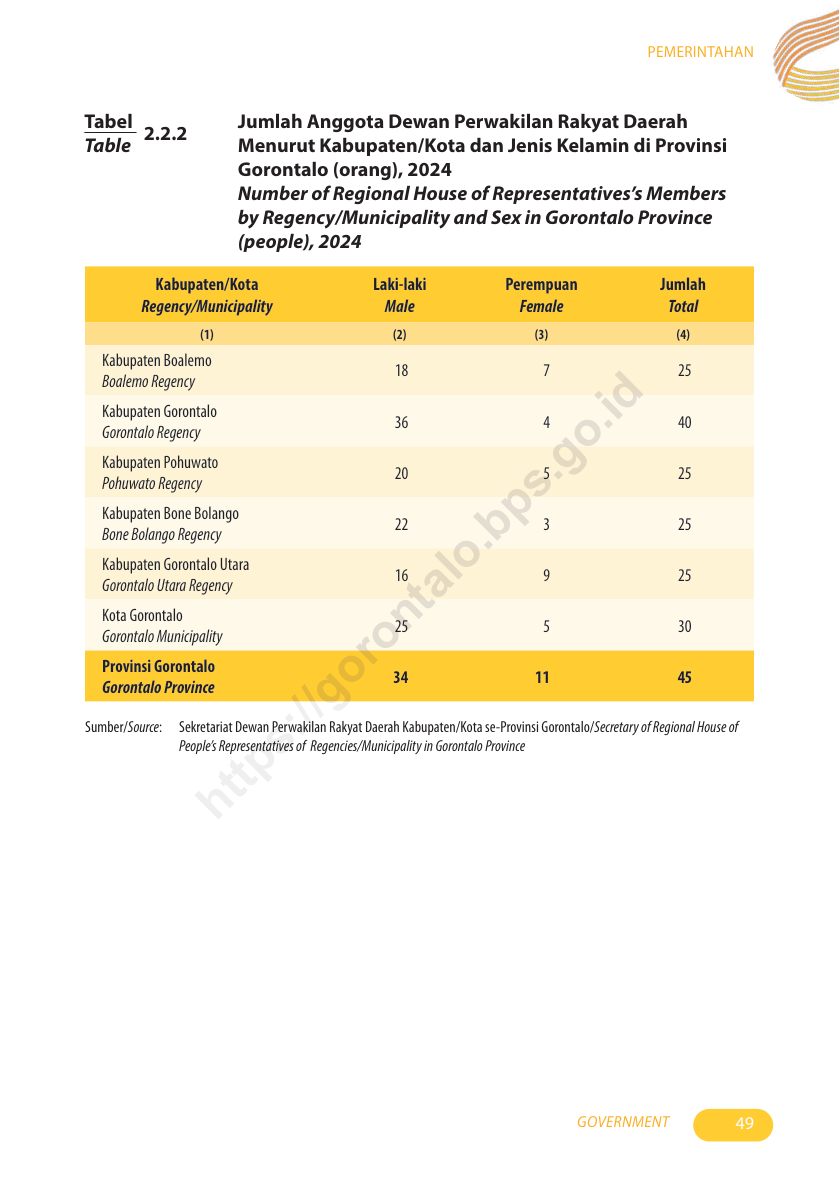 PEMERINTAHAN
Tabel
Table
2.2.2
Jumlah Anggota Dewan Perwakilan Rakyat Daerah
Menurut Kabupaten/Kota dan Jenis Kelamin di Provinsi
Gorontalo (orang), 2024
Number of Regional House of Representatives’s Members
by Regency/Municipality and Sex in Gorontalo Province
(people), 2024
Kabupaten/Kota Laki-laki Perempuan Jumlah
Regency/Municipality Male Female Total
(1) (2) (3) (4)
Kabupaten Boalemo
Boalemo Regency
18 7 25
Kabupaten Gorontalo
Gorontalo Regency
36 4 40
Kabupaten Pohuwato
Pohuwato Regency
20 5 25
Kabupaten Bone Bolango
Bone Bolango Regency
22 3 25
Kabupaten Gorontalo Utara
Gorontalo Utara Regency
16 9 25
Kota Gorontalo
Gorontalo Municipality
25 5 30
Provinsi Gorontalo
Gorontalo Province
34 11 45
Sumber/Source: Sekretariat Dewan Perwakilan Rakyat Daerah Kabupaten/Kota se-Provinsi Gorontalo/Secretary of Regional House of
People’s Representatives of Regencies/Municipality in Gorontalo Province
https://gorontalo.bps.go.id
GOVERNMENT 49